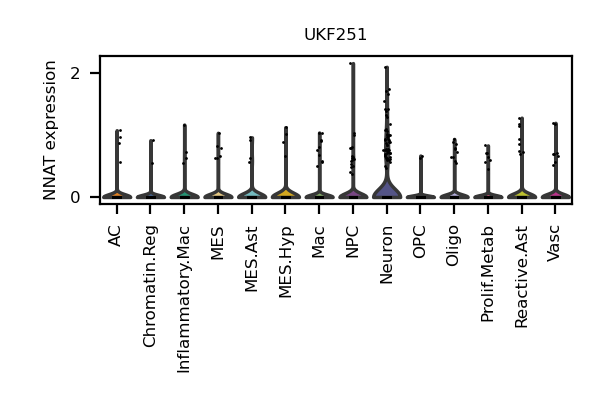 UKF251
NNAT expression
2
0
AC
Chromatin.Reg
Inflammatory.Mac
MES
MES.Ast
MES.Hyp
Mac
NPC
Neuron
OPC
Oligo
Prolif.Metab
Reactive.Ast
Vasc